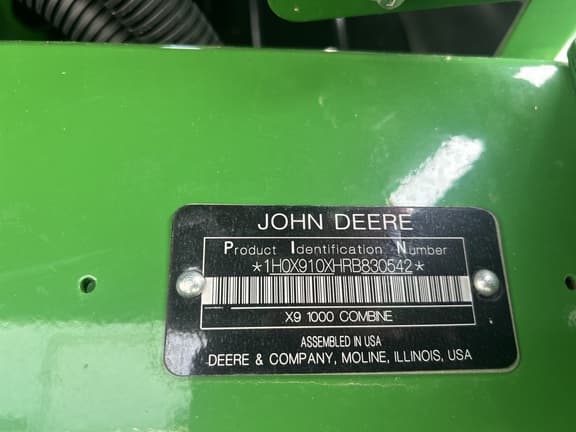 JOHN DEERE
Product Identification Number
*1H0X910XHRB830542*
X9 1000 COMBINE
ASSEMBLED IN USA
DEERE & COMPANY, MOLINE, ILLINOIS, USA